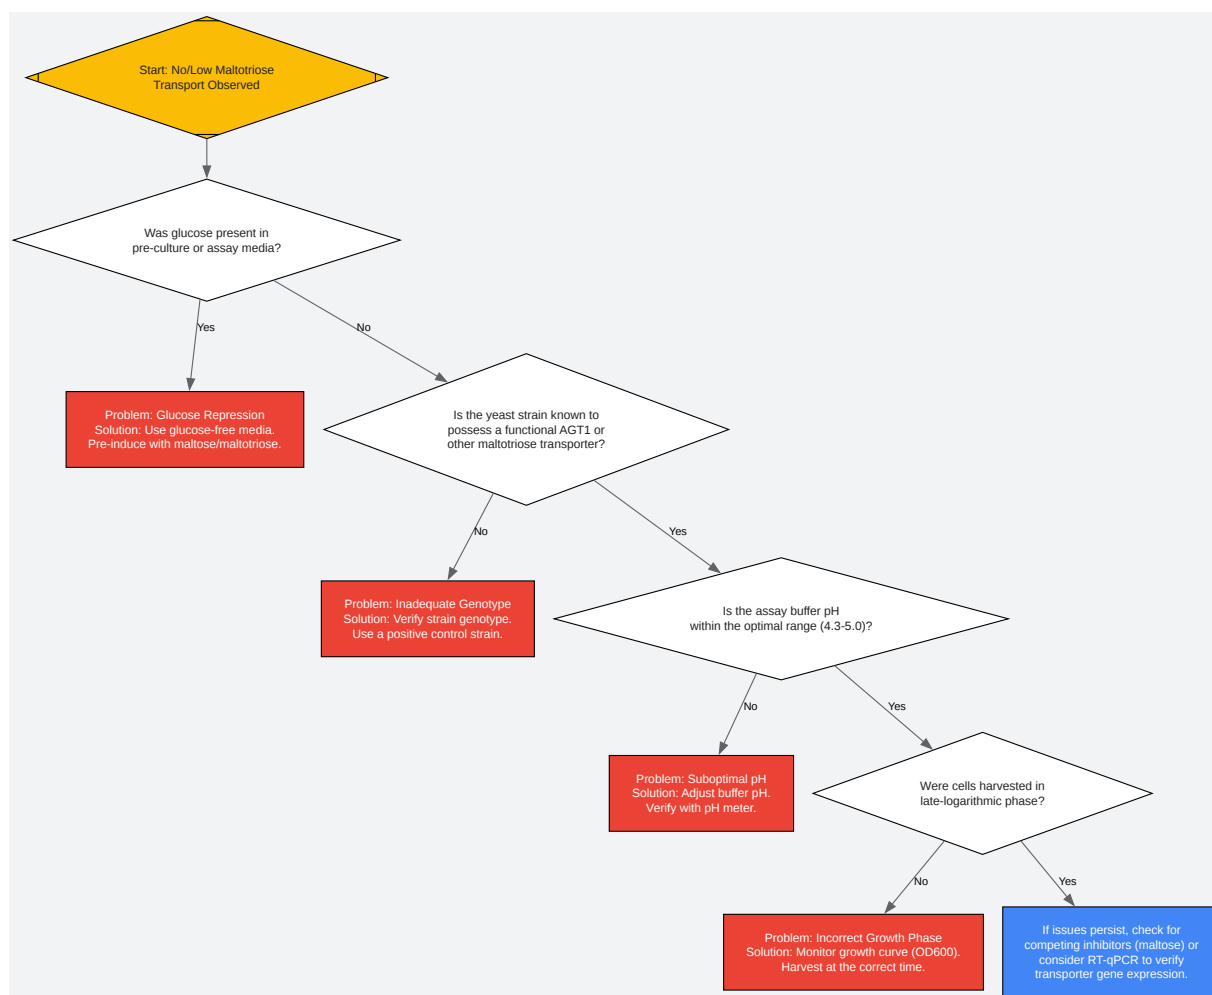 Start: No/Low Maltotriose
Transport Observed
Was glucose present in
pre-culture or assay media?
Yes
No
Problem: Glucose Repression
Solution: Use glucose-free media.
Pre-induce with maltose/maltotriose.
Is the yeast strain known to
possess a functional AGT1 or
other maltotriose transporter?
No
Yes
Problem: Inadequate Genotype
Solution: Verify strain genotype.
Use a positive control strain.
Is the assay buffer pH
within the optimal range (4.3-5.0)?
No
Yes
Problem: Suboptimal pH
Solution: Adjust buffer pH.
Verify with pH meter.
Were cells harvested in
late-logarithmic phase?
No
Yes
Problem: Incorrect Growth Phase
Solution: Monitor growth curve (OD600).
Harvest at the correct time.
If issues persist, check for
competing inhibitors (maltose) or
consider RT-qPCR to verify
transporter gene expression.